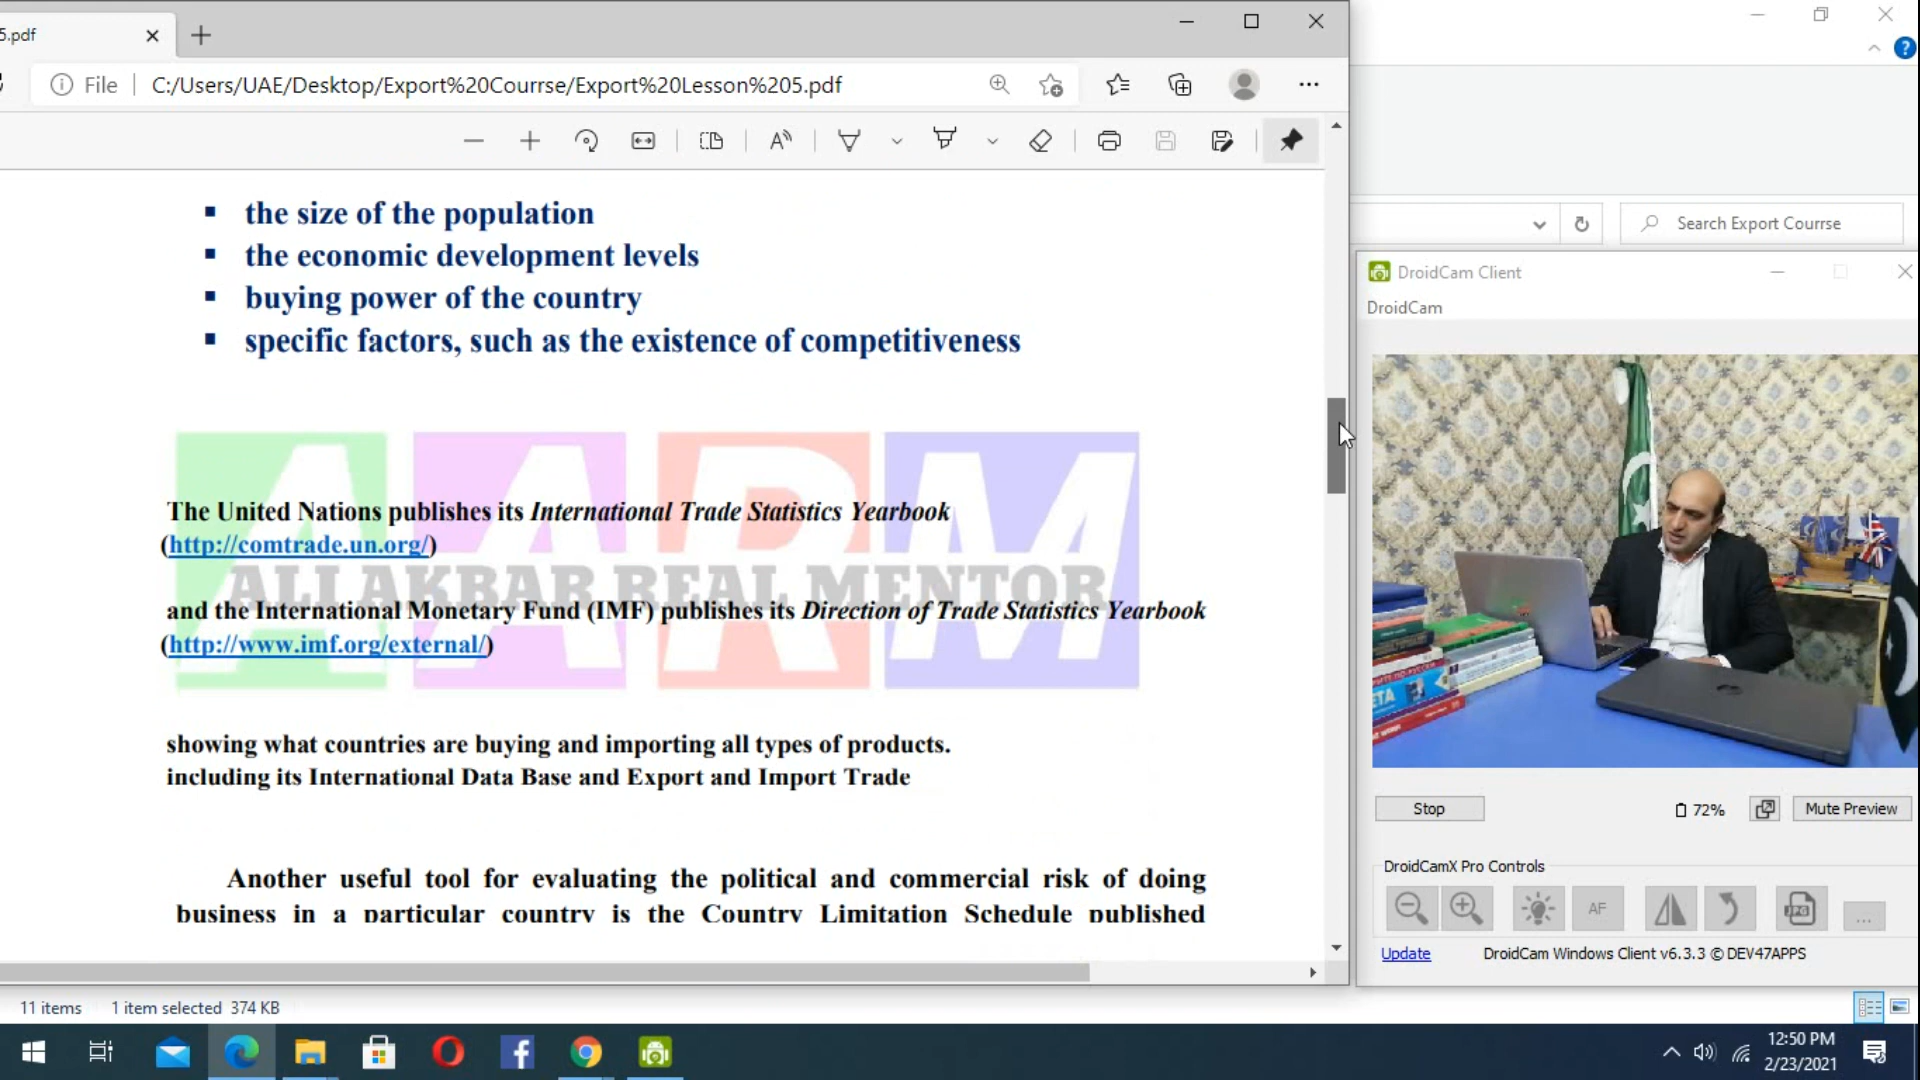 5.pdf
File
C:/Users/UAE/Desktop/Export%20Courrse/Export%20Lesson%205.pdf
the size of the population
the economic development levels
buying power of the country
specific factors, such as the existence of competitiveness
AARM
ALI AKBAR REAL MENTOR
The United Nations publishes its International Trade Statistics Yearbook
(http://comtrade.un.org/)
and the International Monetary Fund (IMF) publishes its Direction of Trade Statistics Yearbook
(http://www.imf.org/external/)
showing what countries are buying and importing all types of products.
including its International Data Base and Export and Import Trade
Another useful tool for evaluating the political and commercial risk of doing
business in a particular country is the Country Limitation Schedule published
Search Export Courrse
DroidCam Client
DroidCam
Stop
72%
Mute Preview
DroidCamX Pro Controls
AF
JPG
...
Update
DroidCam Windows Client v6.3.3 © DEV47APPS
11 items
1 item selected 374 KB
12:50 PM
2/23/2021